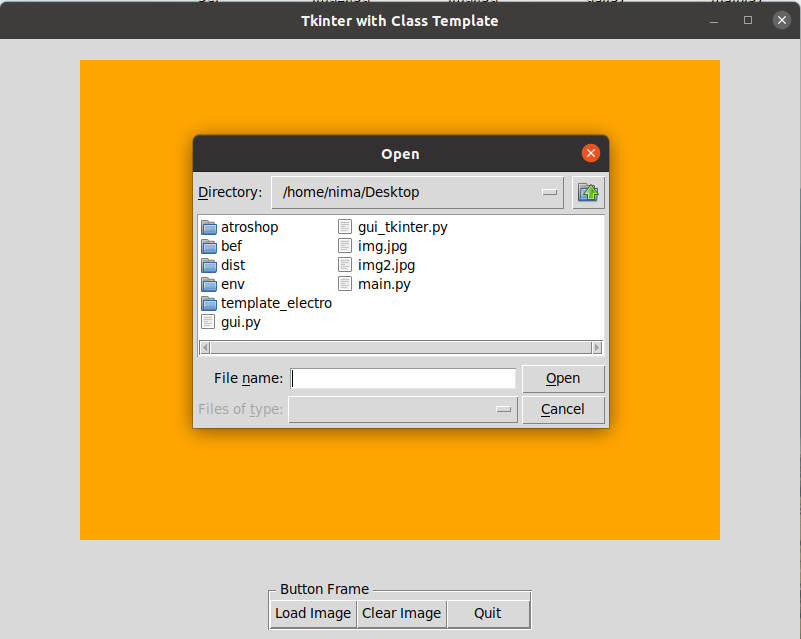 Tkinter with Class Template
Open
Directory: /home/nima/Desktop
atroshop
bef
dist
env
template_electro
gui.py
gui_tkinter.py
img.jpg
img2.jpg
main.py
File name:
Open
Files of type:
Cancel
Button Frame
Load Image Clear Image Quit